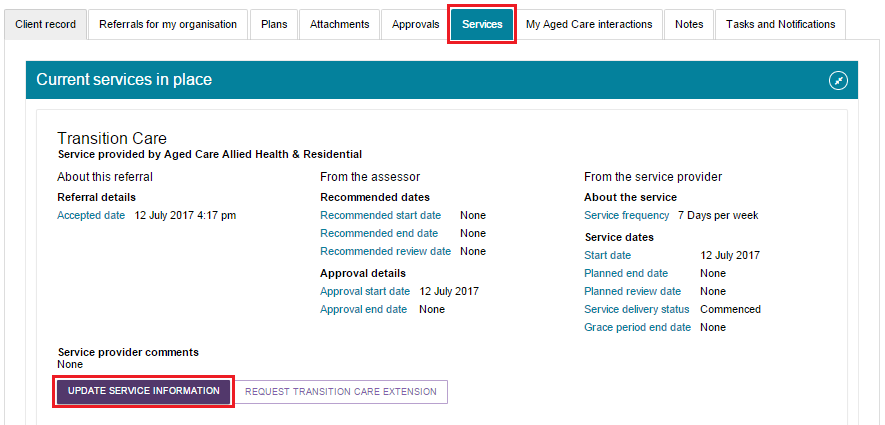 Client record Referrals for my organisation Plans Attachments Approvals Services My Aged Care interactions Notes Tasks and Notifications
Current services in place
Transition Care
Service provided by Aged Care Allied Health & Residential
About this referral
Referral details
Accepted date 12 July 2017 4:17 pm
From the assessor
Recommended dates
Recommended start date None
Recommended end date None
Recommended review date None
Approval details
Approval start date 12 July 2017
Approval end date None
From the service provider
About the service
Service frequency 7 Days per week
Service dates
Start date 12 July 2017
Planned end date None
Planned review date None
Service delivery status Commenced
Grace period end date None
Service provider comments
None
UPDATE SERVICE INFORMATION REQUEST TRANSITION CARE EXTENSION